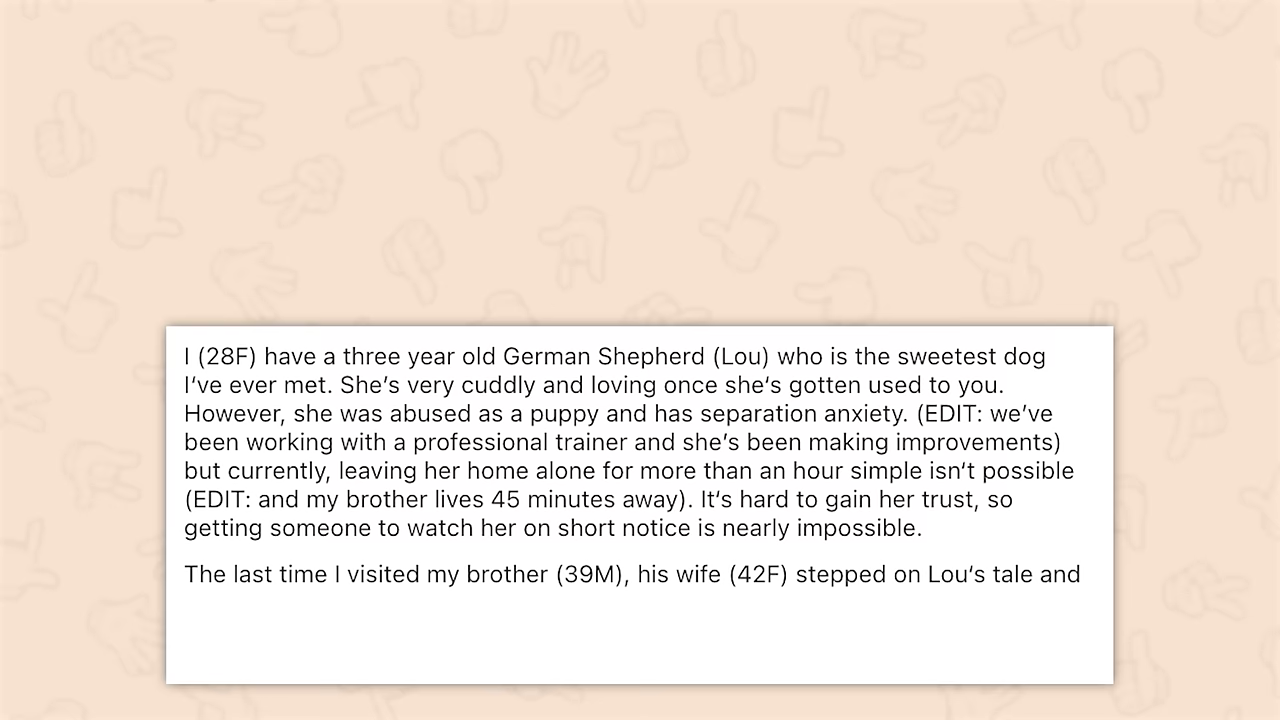 I (28F) have a three year old German Shepherd (Lou) who is the sweetest dog
I've ever met. She's very cuddly and loving once she's gotten used to you.
However, she was abused as a puppy and has separation anxiety. (EDIT: we've
been working with a professional trainer and she's been making improvements)
but currently, leaving her home alone for more than an hour simple isn't possible
(EDIT: and my brother lives 45 minutes away). It's hard to gain her trust, so
getting someone to watch her on short notice is nearly impossible.
The last time I visited my brother (39M), his wife (42F) stepped on Lou's tale and